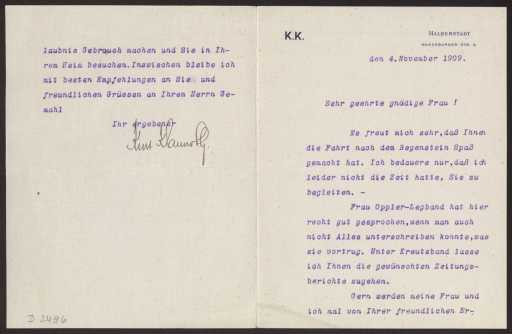 K.K.
HALBERSTADT
den 4.November 1909.
Sehr geehrte gnädige Frau !
Es freut mich sehr,daß Ihnen
die Fahrt nach dem Regenstein Spaß
gemacht hat. Ich bedaure nur,daß ich
leider nicht die Zeit hatte, Sie zu
begleiten. -
Frau Oppler-Legband hat hier
recht gut gesprochen,wenn man auch
nicht Alles unterschreiben konnte,was
sie vortrug. Unter Kreuzband lasse
ich Ihnen die gewünschten Zeitungs-
berichte zugehen.
Gern werden meine Frau und
ich mal von Ihrer freundlichen Er-
laubnis Gebrauch machen und Sie in Ih-
rem Heim besuchen. Inzwischen bleibe ich
mit besten Empfehlungen an Sie und
freundlichen Grüssen an Ihren Herrn Ge-
mahl
Ihr ergebener
D 2496